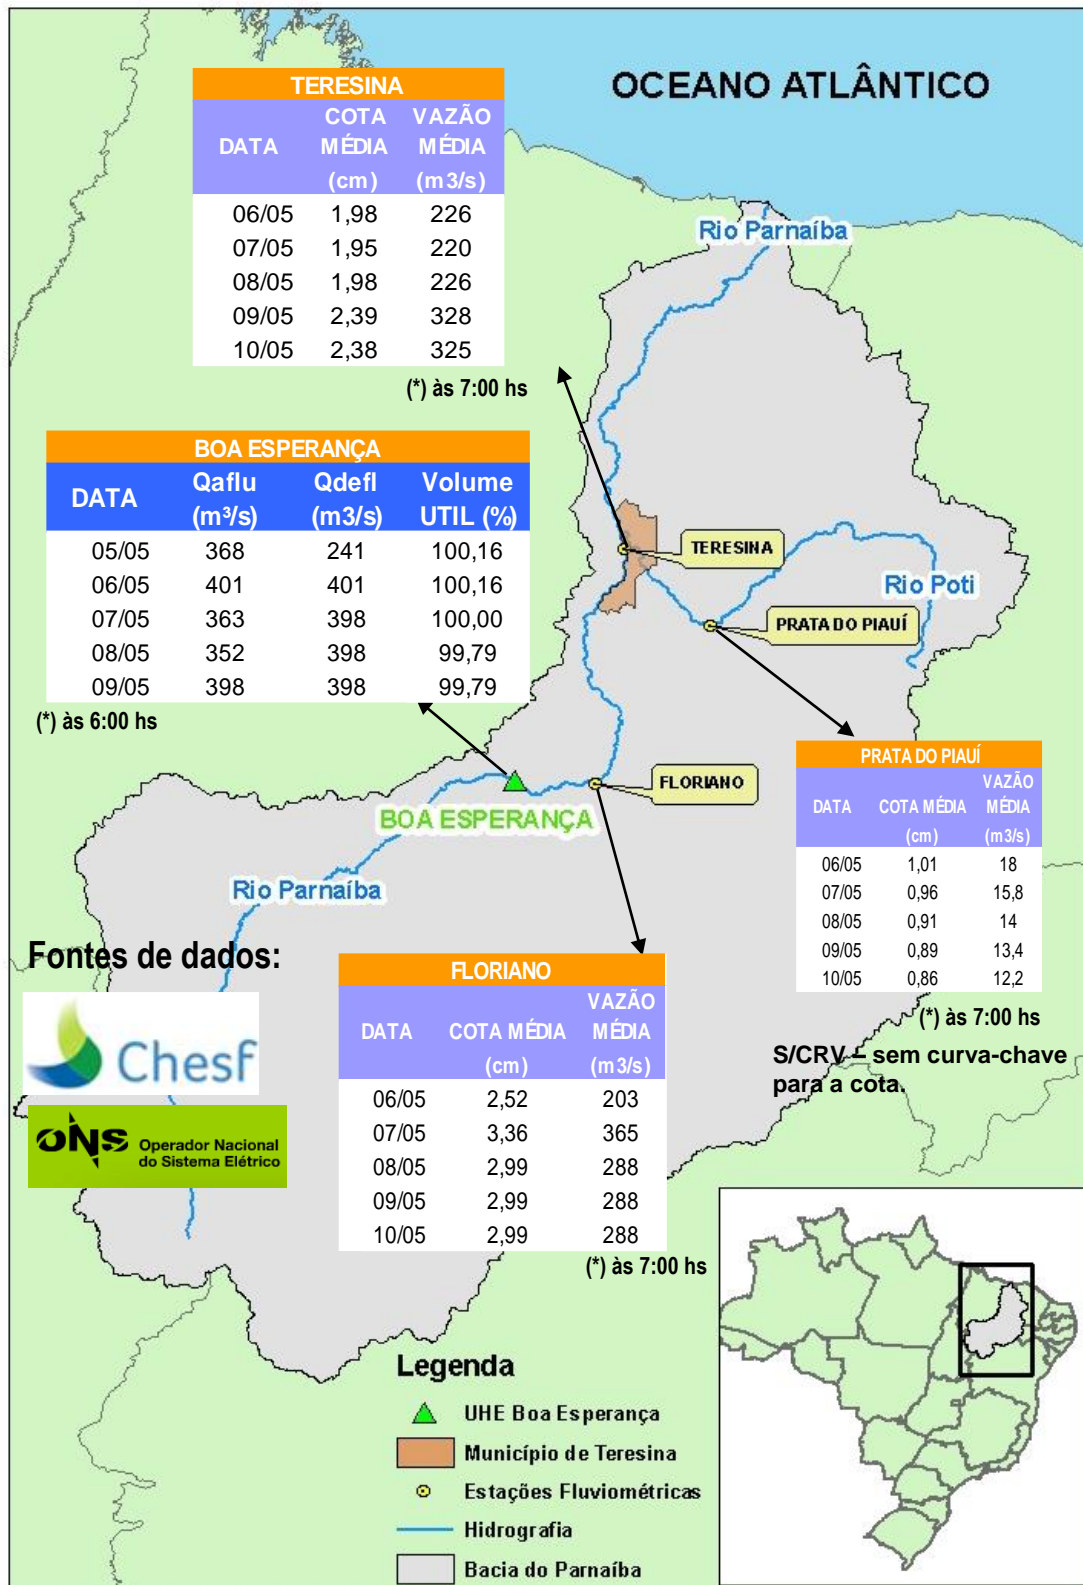 OCEANO ATLÂNTICO
TERESINA
DATA COTA MÉDIA (cm) VAZÃO MÉDIA (m3/s)
06/05 1,98 226
07/05 1,95 220
08/05 1,98 226
09/05 2,39 328
10/05 2,38 325
(*) às 7:00 hs
Rio Parnaíba
BOA ESPERANÇA
DATA Qaflu (m³/s) Qdefl (m3/s) Volume UTIL (%)
05/05 368 241 100,16
06/05 401 401 100,16
07/05 363 398 100,00
08/05 352 398 99,79
09/05 398 398 99,79
(*) às 6:00 hs
TERESINA
Rio Poti
PRATA DO PIAUÍ
FLORIANO
BOA ESPERANÇA
Rio Parnaíba
PRATA DO PIAUÍ
DATA COTA MÉDIA (cm) VAZÃO MÉDIA (m3/s)
06/05 1,01 18
07/05 0,96 15,8
08/05 0,91 14
09/05 0,89 13,4
10/05 0,86 12,2
(*) às 7:00 hs
S/CRV – sem curva-chave
para a cota.
Fontes de dados:
Chesf
ONS Operador Nacional
do Sistema Elétrico
FLORIANO
DATA COTA MÉDIA (cm) VAZÃO MÉDIA (m3/s)
06/05 2,52 203
07/05 3,36 365
08/05 2,99 288
09/05 2,99 288
10/05 2,99 288
(*) às 7:00 hs
Legenda
UHE Boa Esperança
Município de Teresina
Estações Fluviométricas
Hidrografia
Bacia do Parnaíba